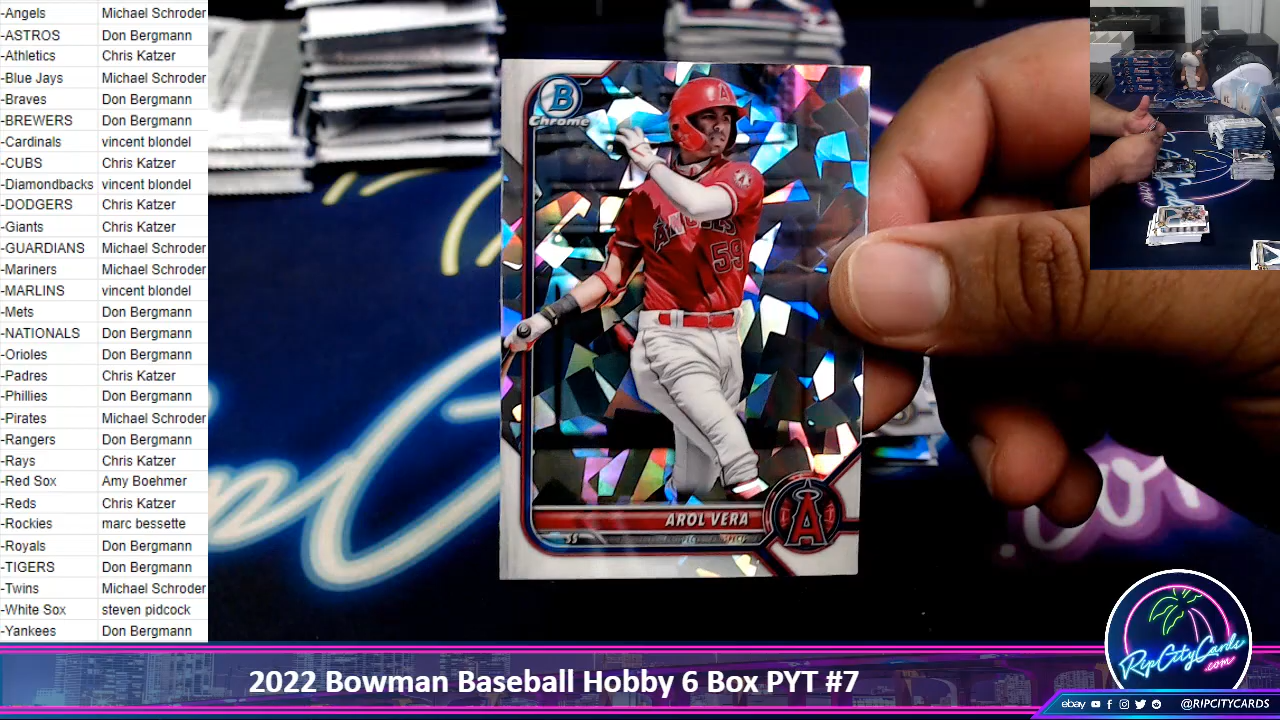 -Angels Michael Schroder
-ASTROS Don Bergmann
-Athletics Chris Katzer
-Blue Jays Michael Schroder
-Braves Don Bergmann
-BREWERS Don Bergmann
-Cardinals vincent blondel
-CUBS Chris Katzer
-Diamondbacks vincent blondel
-DODGERS Chris Katzer
-Giants Chris Katzer
-GUARDIANS Michael Schroder
-Mariners Michael Schroder
-MARLINS vincent blondel
-Mets Don Bergmann
-NATIONALS Don Bergmann
-Orioles Don Bergmann
-Padres Chris Katzer
-Phillies Don Bergmann
-Pirates Michael Schroder
-Rangers Don Bergmann
-Rays Chris Katzer
-Red Sox Amy Boehmer
-Reds Chris Katzer
-Rockies marc bessette
-Royals Don Bergmann
-TIGERS Don Bergmann
-Twins Michael Schroder
-White Sox steven pidcock
-Yankees Don Bergmann
B
Chrome
A
ANGELS
59
AROL VERA
SS
A
.com
2022 Bowman Baseball Hobby 6 Box PYT #7
RipCityCards
.com
ebay @RIPCITYCARDS